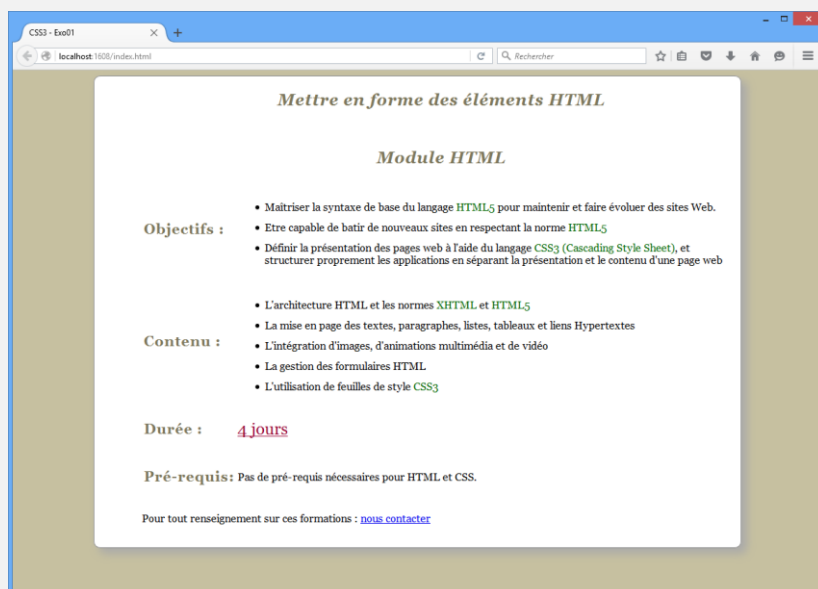 CSS3 - Exo01
localhost:1608/index.html
Rechercher
Mettre en forme des éléments HTML
Module HTML
Objectifs :
Maîtriser la syntaxe de base du langage HTML5 pour maintenir et faire évoluer des sites Web.
Etre capable de batir de nouveaux sites en respectant la norme HTML5
Définir la présentation des pages web à l'aide du langage CSS3 (Cascading Style Sheet), et
structurer proprement les applications en séparant la présentation et le contenu d'une page web
Contenu :
L'architecture HTML et les normes XHTML et HTML5
La mise en page des textes, paragraphes, listes, tableaux et liens Hypertextes
L'intégration d'images, d'animations multimédia et de vidéo
La gestion des formulaires HTML
L'utilisation de feuilles de style CSS3
Durée : 4 jours
Pré-requis: Pas de pré-requis nécessaires pour HTML et CSS.
Pour tout renseignement sur ces formations : nous contacter